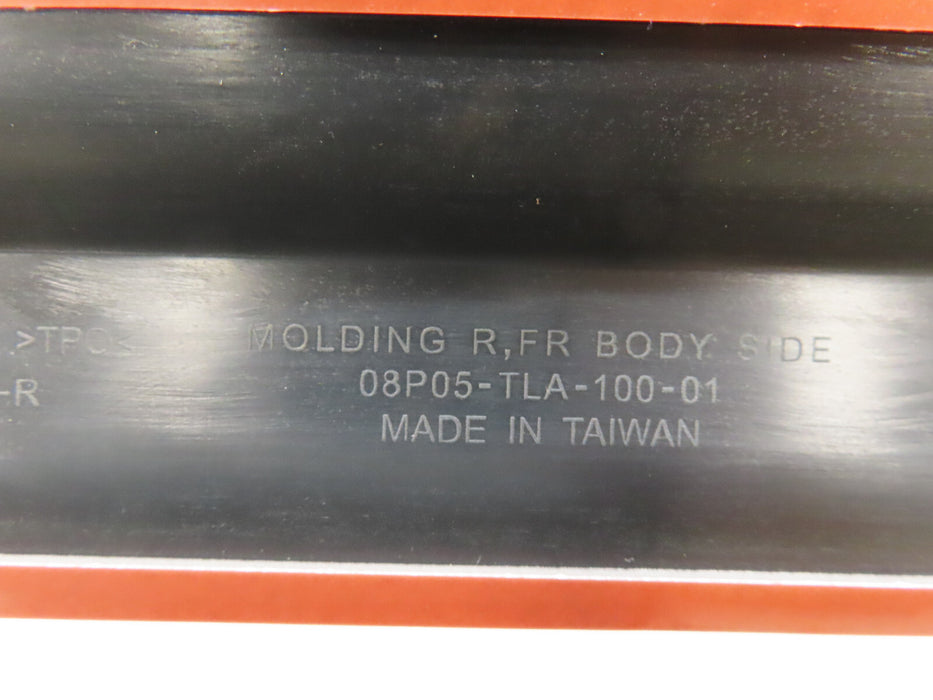 >TPO<
MOLDING R,FR BODY SIDE
-R
08P05-TLA-100-01
MADE IN TAIWAN